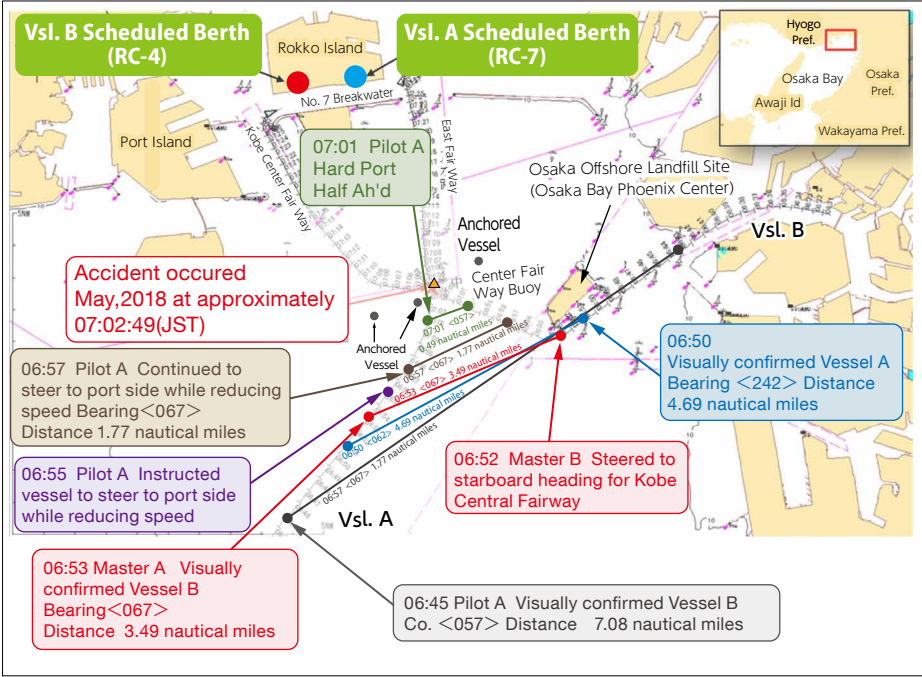 Vsl. B Scheduled Berth
(RC-4)
Rokko Island
Vsl. A Scheduled Berth
(RC-7)
No. 7 Breakwater
Hyogo
Pref.
Osaka Bay
Osaka
Pref.
Awaji Id
Wakayama Pref.
Port Island
Kobe Center Fair Way
East Fair Way
07:01 Pilot A
Hard Port
Half Ah'd
Osaka Offshore Landfill Site
(Osaka Bay Phoenix Center)
Anchored
Vessel
Center Fair
Way Buoy
Vsl. B
Accident occured
May,2018 at approximately
07:02:49(JST)
Anchored
Vessel
07:01 <057>
0.49 nautical miles
06:57 <067> 1.77 nautical miles
06:53 <067> 3.49 nautical miles
06:50 <062> 4.69 nautical miles
06:57 <067> 1.77 nautical miles
06:50
Visually confirmed Vessel A
Bearing <242> Distance
4.69 nautical miles
06:57 Pilot A Continued to
steer to port side while reducing
speed Bearing<067>
Distance 1.77 nautical miles
06:55 Pilot A Instructed
vessel to steer to port side
while reducing speed
06:52 Master B Steered to
starboard heading for Kobe
Central Fairway
Vsl. A
5NM
5NM
06:53 Master A Visually
confirmed Vessel B
Bearing<067>
Distance 3.49 nautical miles
06:45 Pilot A Visually confirmed Vessel B
Co. <057> Distance 7.08 nautical miles